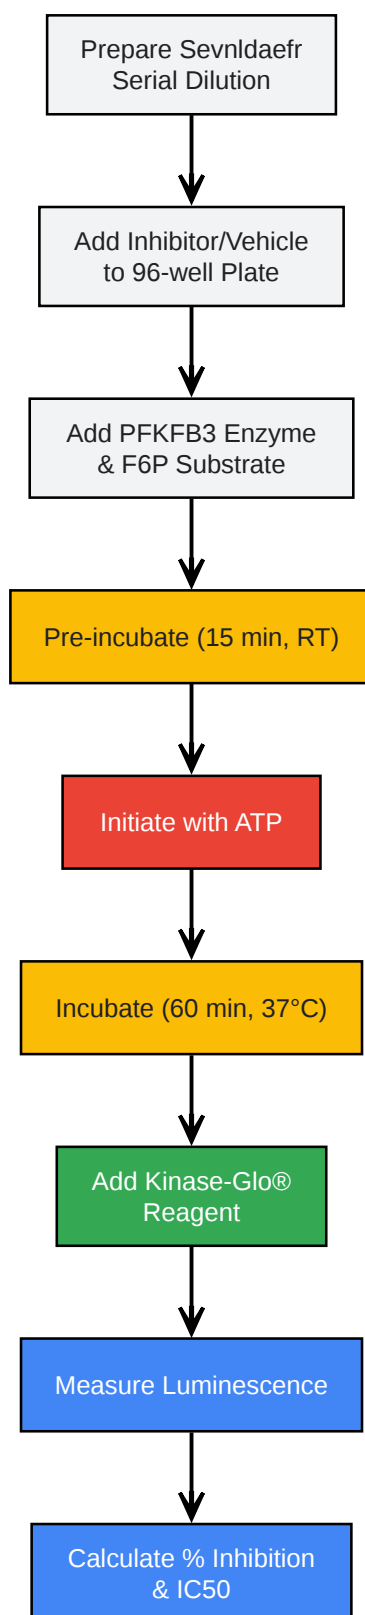 Prepare Sevnldaefr
Serial Dilution
Add Inhibitor/Vehicle
to 96-well Plate
Add PFKFB3 Enzyme
& F6P Substrate
Pre-incubate (15 min, RT)
Initiate with ATP
Incubate (60 min, 37°C)
Add Kinase-Glo®
Reagent
Measure Luminescence
Calculate % Inhibition
& IC50